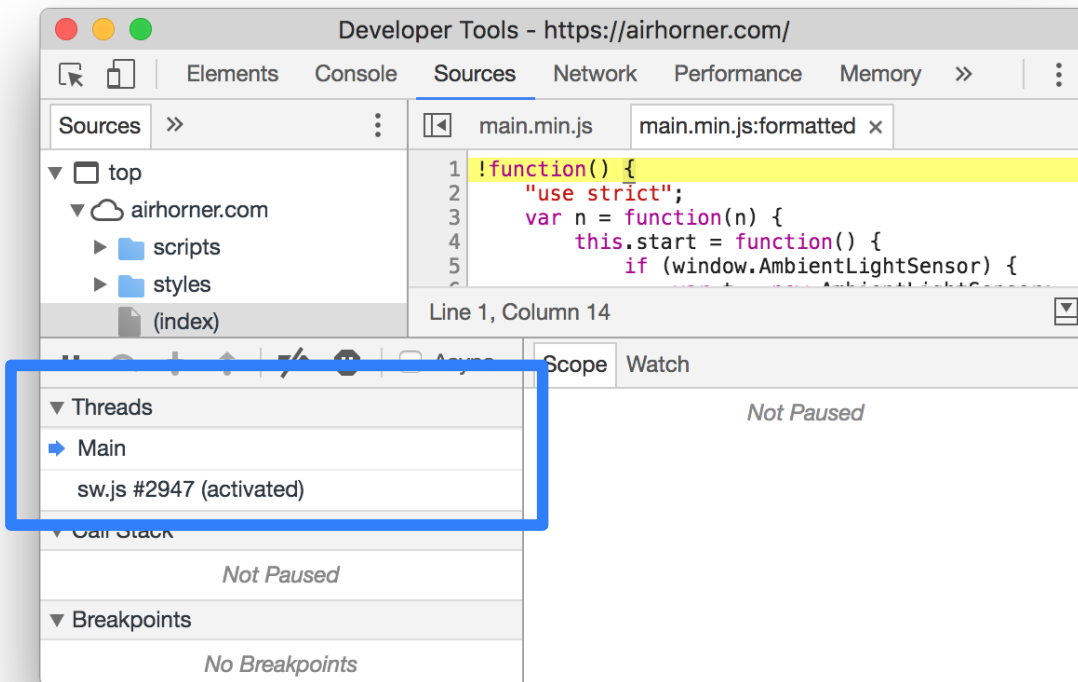 Developer Tools - https://airhorner.com/
Elements Console Sources Network Performance Memory »
Sources »
main.min.js main.min.js:formatted ×
top
airhorner.com
scripts
styles
(index)
1 !function() {
2 "use strict";
3 var n = function(n) {
4 this.start = function() {
5 if (window.AmbientLightSensor) {
Line 1, Column 14
Async
Threads
Main
sw.js #2947 (activated)
Call Stack
Not Paused
Breakpoints
No Breakpoints
Scope Watch
Not Paused